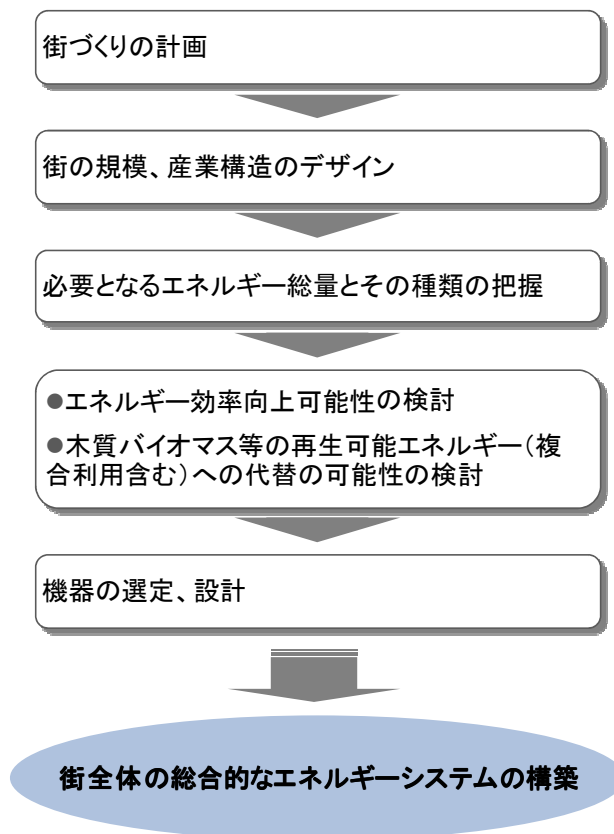 街づくりの計画
街の規模、産業構造のデザイン
必要となるエネルギー総量とその種類の把握
●エネルギー効率向上可能性の検討
●木質バイオマス等の再生可能エネルギー（複
合利用含む）への代替の可能性の検討
機器の選定、設計
街全体の総合的なエネルギーシステムの構築